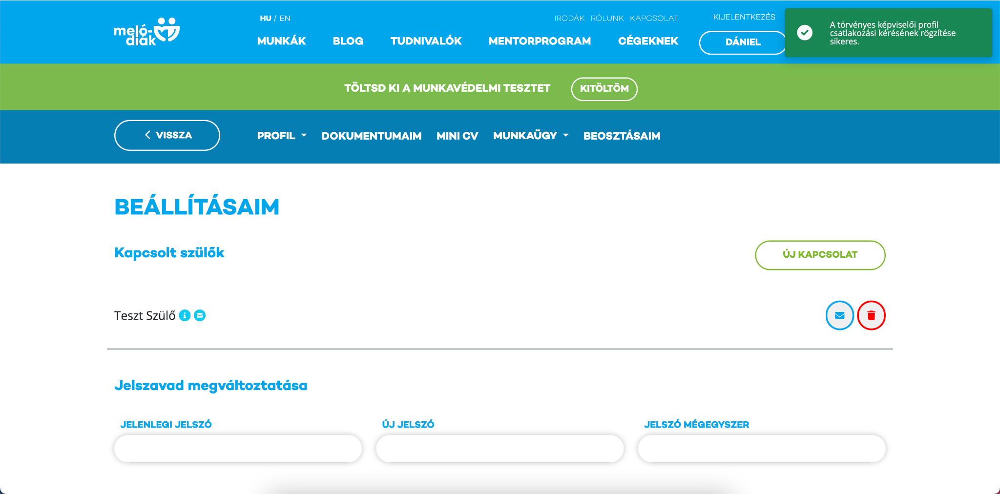 meló-
diák
HU / EN
IRODÁK RÓLUNK KAPCSOLAT
KIJELENTKEZÉS
MUNKÁK BLOG TUDNIVALÓK MENTORPROGRAM CÉGEKNEK
DÁNIEL
A törvényes képviselői profil
csatlakozási kérésének rögzítése
sikeres.
TÖLTSD KI A MUNKAVÉDELMI TESZTET
KITÖLTÖM
VISSZA
PROFIL DOKUMENTUMAIM MINI CV MUNKAÜGY BEOSZTÁSAIM
BEÁLLÍTÁSAIM
Kapcsolt szülők
ÚJ KAPCSOLAT
Teszt Szülő
Jelszavad megváltoztatása
JELENLEGI JELSZÓ
ÚJ JELSZÓ
JELSZÓ MÉGEGYSZER